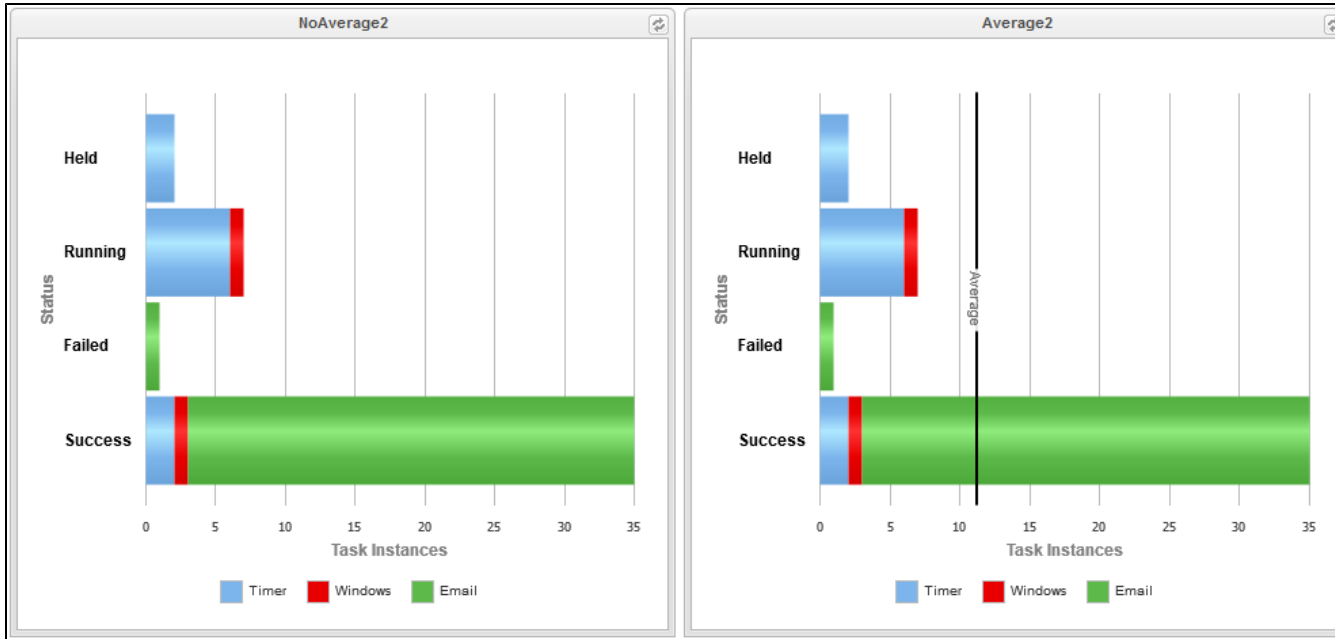 NoAverage2
Held
Running
Failed
Success
Status
0 5 10 15 20 25 30 35
Task Instances
Timer Windows Email
Average2
Held
Running
Failed
Success
Status
Average
0 5 10 15 20 25 30 35
Task Instances
Timer Windows Email